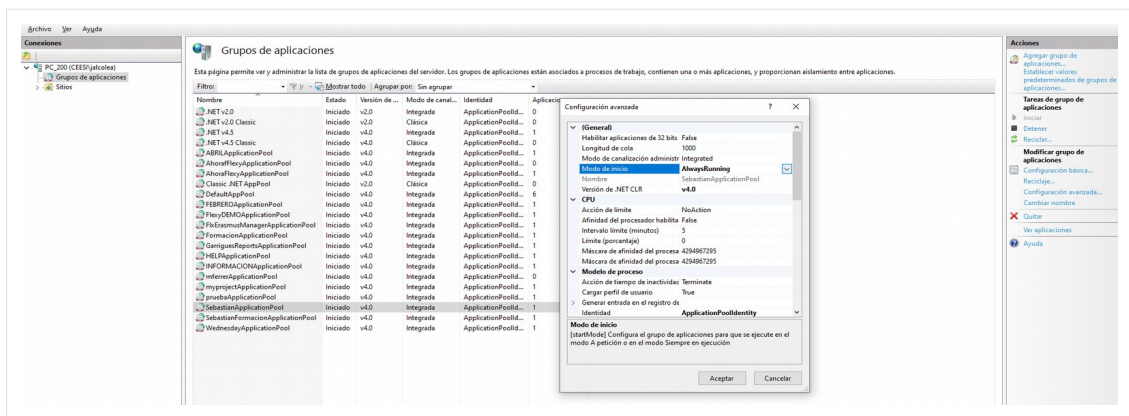 Archivo Ver Ayuda
Conexiones
PC_200 (CEESI\jalcolea)
Grupos de aplicaciones
Sitios
Grupos de aplicaciones
Esta página permite ver y administrar la lista de grupos de aplicaciones del servidor. Los grupos de aplicaciones están asociados a procesos de trabajo, contienen una o más aplicaciones, y proporcionan aislamiento entre aplicaciones.
Filtro: Ir Mostrar todo Agrupar por: Sin agrupar
Nombre Estado Versión de ... Modo de canal... Identidad Aplicacio
.NET v2.0 Iniciado v2.0 Integrada ApplicationPoolId... 0
.NET v2.0 Classic Iniciado v2.0 Clásica ApplicationPoolId... 0
.NET v4.5 Iniciado v4.0 Integrada ApplicationPoolId... 1
.NET v4.5 Classic Iniciado v4.0 Clásica ApplicationPoolId... 0
ABRILApplicationPool Iniciado v4.0 Integrada ApplicationPoolId... 1
AhoraFFlexyApplicationPool Iniciado v4.0 Integrada ApplicationPoolId... 0
AhoraFlexyApplicationPool Iniciado v4.0 Integrada ApplicationPoolId... 1
Classic .NET AppPool Iniciado v2.0 Clásica ApplicationPoolId... 0
DefaultAppPool Iniciado v4.0 Integrada ApplicationPoolId... 6
FEBREROApplicationPool Iniciado v4.0 Integrada ApplicationPoolId... 1
FlexyDEMOApplicationPool Iniciado v4.0 Integrada ApplicationPoolId... 1
FlxErasmusManagerApplicationPool Iniciado v4.0 Integrada ApplicationPoolId... 1
FormacionApplicationPool Iniciado v4.0 Integrada ApplicationPoolId... 1
GarriguesReportsApplicationPool Iniciado v4.0 Integrada ApplicationPoolId... 1
HELPApplicationPool Iniciado v4.0 Integrada ApplicationPoolId... 1
INFORMACIONApplicationPool Iniciado v4.0 Integrada ApplicationPoolId... 1
mferrerApplicationPool Iniciado v4.0 Integrada ApplicationPoolId... 0
myprojectApplicationPool Iniciado v4.0 Integrada ApplicationPoolId... 1
pruebaApplicationPool Iniciado v4.0 Integrada ApplicationPoolId... 1
SebastianApplicationPool Iniciado v4.0 Integrada ApplicationPoolId... 1
SebastianFormacionApplicationPool Iniciado v4.0 Integrada ApplicationPoolId... 1
WednesdayApplicationPool Iniciado v4.0 Integrada ApplicationPoolId... 1
Configuración avanzada ? X
(General)
Habilitar aplicaciones de 32 bits False
Longitud de cola 1000
Modo de canalización administr Integrated
Modo de inicio AlwaysRunning
Nombre SebastianApplicationPool
Versión de .NET CLR v4.0
CPU
Acción de límite NoAction
Afinidad del procesador habilita False
Intervalo límite (minutos) 5
Límite (porcentaje) 0
Máscara de afinidad del procesa 4294967295
Máscara de afinidad del procesa 4294967295
Modelo de proceso
Acción de tiempo de inactividac Terminate
Cargar perfil de usuario True
Generar entrada en el registro de
Identidad ApplicationPoolIdentity
Modo de inicio
[startMode] Configura el grupo de aplicaciones para que se ejecute en el
modo A petición o en el modo Siempre en ejecución
Aceptar Cancelar
Acciones
Agregar grupo de
aplicaciones...
Establecer valores
predeterminados de grupos de
aplicaciones...
Tareas de grupo de
aplicaciones
Iniciar
Detener
Reciclar...
Modificar grupo de
aplicaciones
Configuración básica...
Reciclaje...
Configuración avanzada...
Cambiar nombre
Quitar
Ver aplicaciones
Ayuda